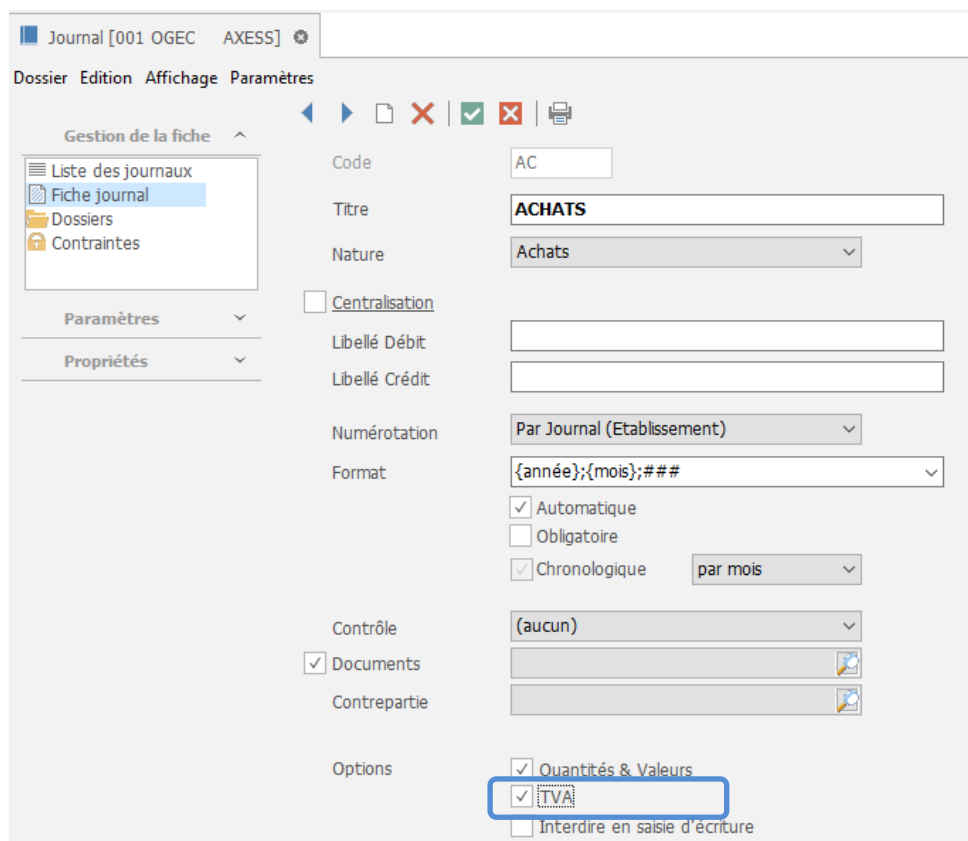 Journal [001 OGEC AXESS]
Dossier Edition Affichage Paramètres
Gestion de la fiche
Liste des journaux
Fiche journal
Dossiers
Contraintes
Paramètres
Propriétés
Code AC
Titre ACHATS
Nature Achats
Centralisation
Libellé Débit
Libellé Crédit
Numérotation Par Journal (Etablissement)
Format {année};{mois};###
Automatique
Obligatoire
Chronologique par mois
Contrôle (aucun)
Documents
Contrepartie
Options Quantités & Valeurs
TVA
Interdire en saisie d'écriture